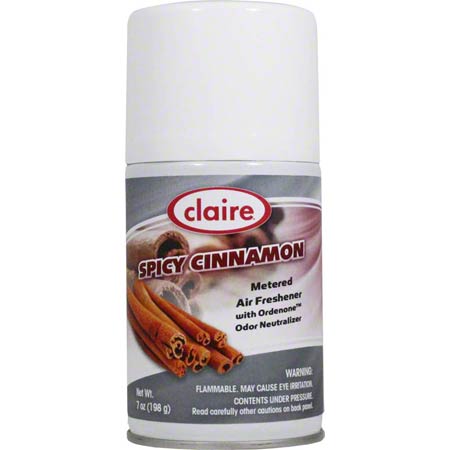 claire®
SPICY CINNAMON
Metered
Air Freshener
with Ordenone™
Odor Neutralizer
WARNING:
FLAMMABLE. MAY CAUSE EYE IRRITATION.
CONTENTS UNDER PRESSURE.
Read carefully other cautions on back panel.
Net Wt.
7 oz (198 g)